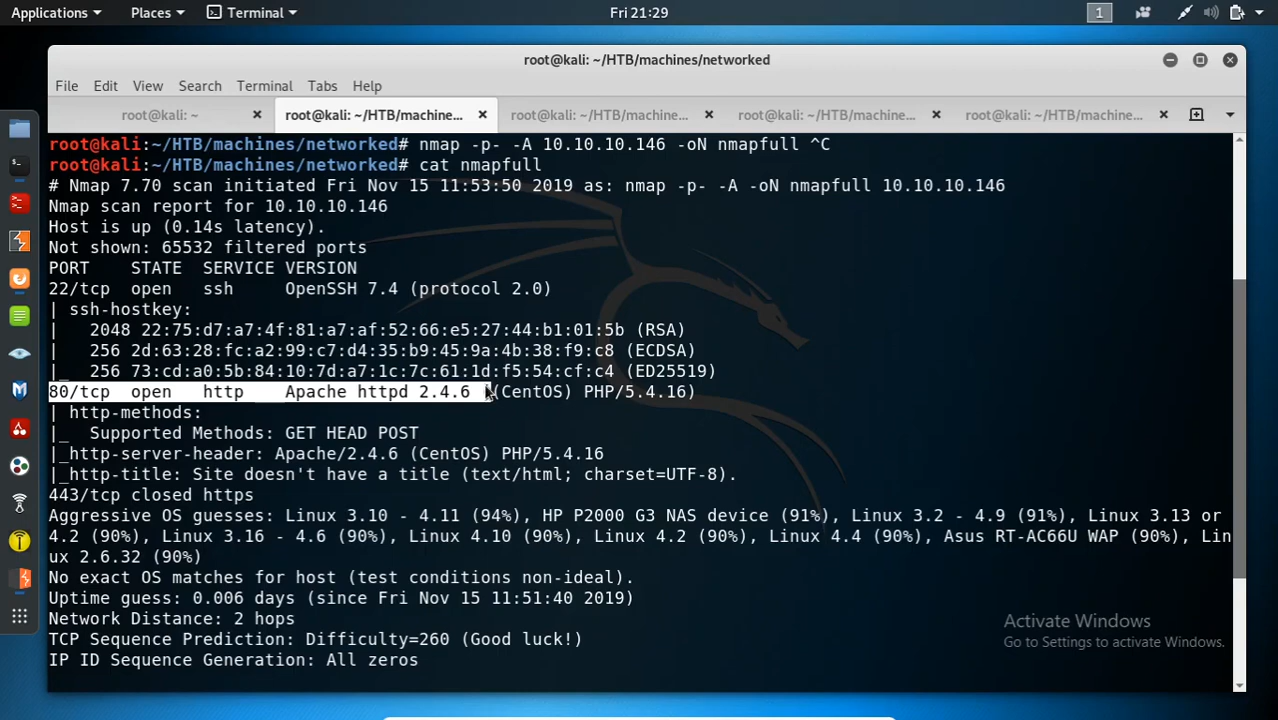 Applications Places Terminal Fri 21:29 1
root@kali: ~/HTB/machines/networked
File Edit View Search Terminal Tabs Help
root@kali: ~ root@kali: ~/HTB/machine... root@kali: ~/HTB/machine... root@kali: ~/HTB/machine... root@kali: ~/HTB/machine...
root@kali:~/HTB/machines/networked# nmap -p- -A 10.10.10.146 -oN nmapfull ^C
root@kali:~/HTB/machines/networked# cat nmapfull
# Nmap 7.70 scan initiated Fri Nov 15 11:53:50 2019 as: nmap -p- -A -oN nmapfull 10.10.10.146
Nmap scan report for 10.10.10.146
Host is up (0.14s latency).
Not shown: 65532 filtered ports
PORT STATE SERVICE VERSION
22/tcp open ssh OpenSSH 7.4 (protocol 2.0)
| ssh-hostkey:
| 2048 22:75:d7:a7:4f:81:a7:af:52:66:e5:27:44:b1:01:5b (RSA)
| 256 2d:63:28:fc:a2:99:c7:d4:35:b9:45:9a:4b:38:f9:c8 (ECDSA)
|_ 256 73:cd:a0:5b:84:10:7d:a7:1c:7c:61:1d:f5:54:cf:c4 (ED25519)
80/tcp open http Apache httpd 2.4.6 ((CentOS) PHP/5.4.16)
| http-methods:
|_ Supported Methods: GET HEAD POST
|_http-server-header: Apache/2.4.6 (CentOS) PHP/5.4.16
|_http-title: Site doesn't have a title (text/html; charset=UTF-8).
443/tcp closed https
Aggressive OS guesses: Linux 3.10 - 4.11 (94%), HP P2000 G3 NAS device (91%), Linux 3.2 - 4.9 (91%), Linux 3.13 or
4.2 (90%), Linux 3.16 - 4.6 (90%), Linux 4.10 (90%), Linux 4.2 (90%), Linux 4.4 (90%), Asus RT-AC66U WAP (90%), Lin
ux 2.6.32 (90%)
No exact OS matches for host (test conditions non-ideal).
Uptime guess: 0.006 days (since Fri Nov 15 11:51:40 2019)
Network Distance: 2 hops
TCP Sequence Prediction: Difficulty=260 (Good luck!)
IP ID Sequence Generation: All zeros
Activate Windows
Go to Settings to activate Windows.